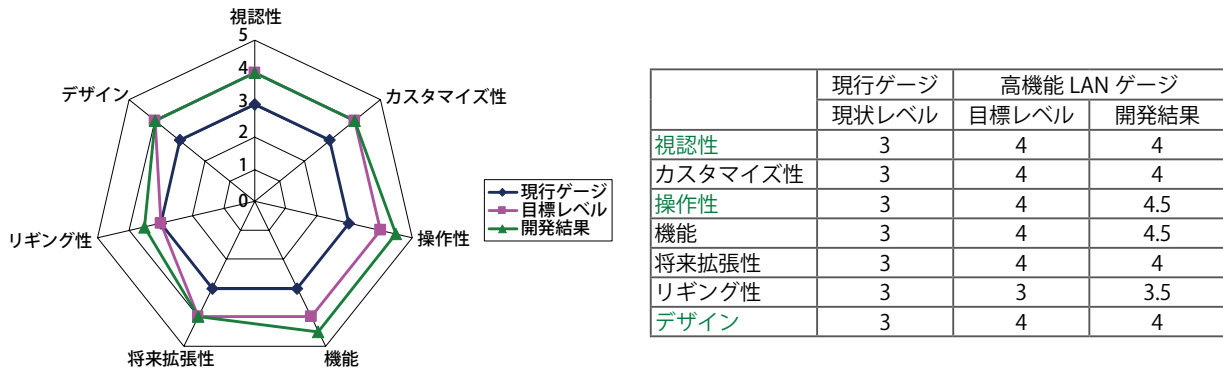 視認性
5
4
3
2
1
0
カスタマイズ性
操作性
機能
将来拡張性
リギング性
デザイン
現行ゲージ
目標レベル
開発結果
現行ゲージ 高機能 LAN ゲージ
現状レベル 目標レベル 開発結果
視認性 3 4 4
カスタマイズ性 3 4 4
操作性 3 4 4.5
機能 3 4 4.5
将来拡張性 3 4 4
リギング性 3 3 3.5
デザイン 3 4 4